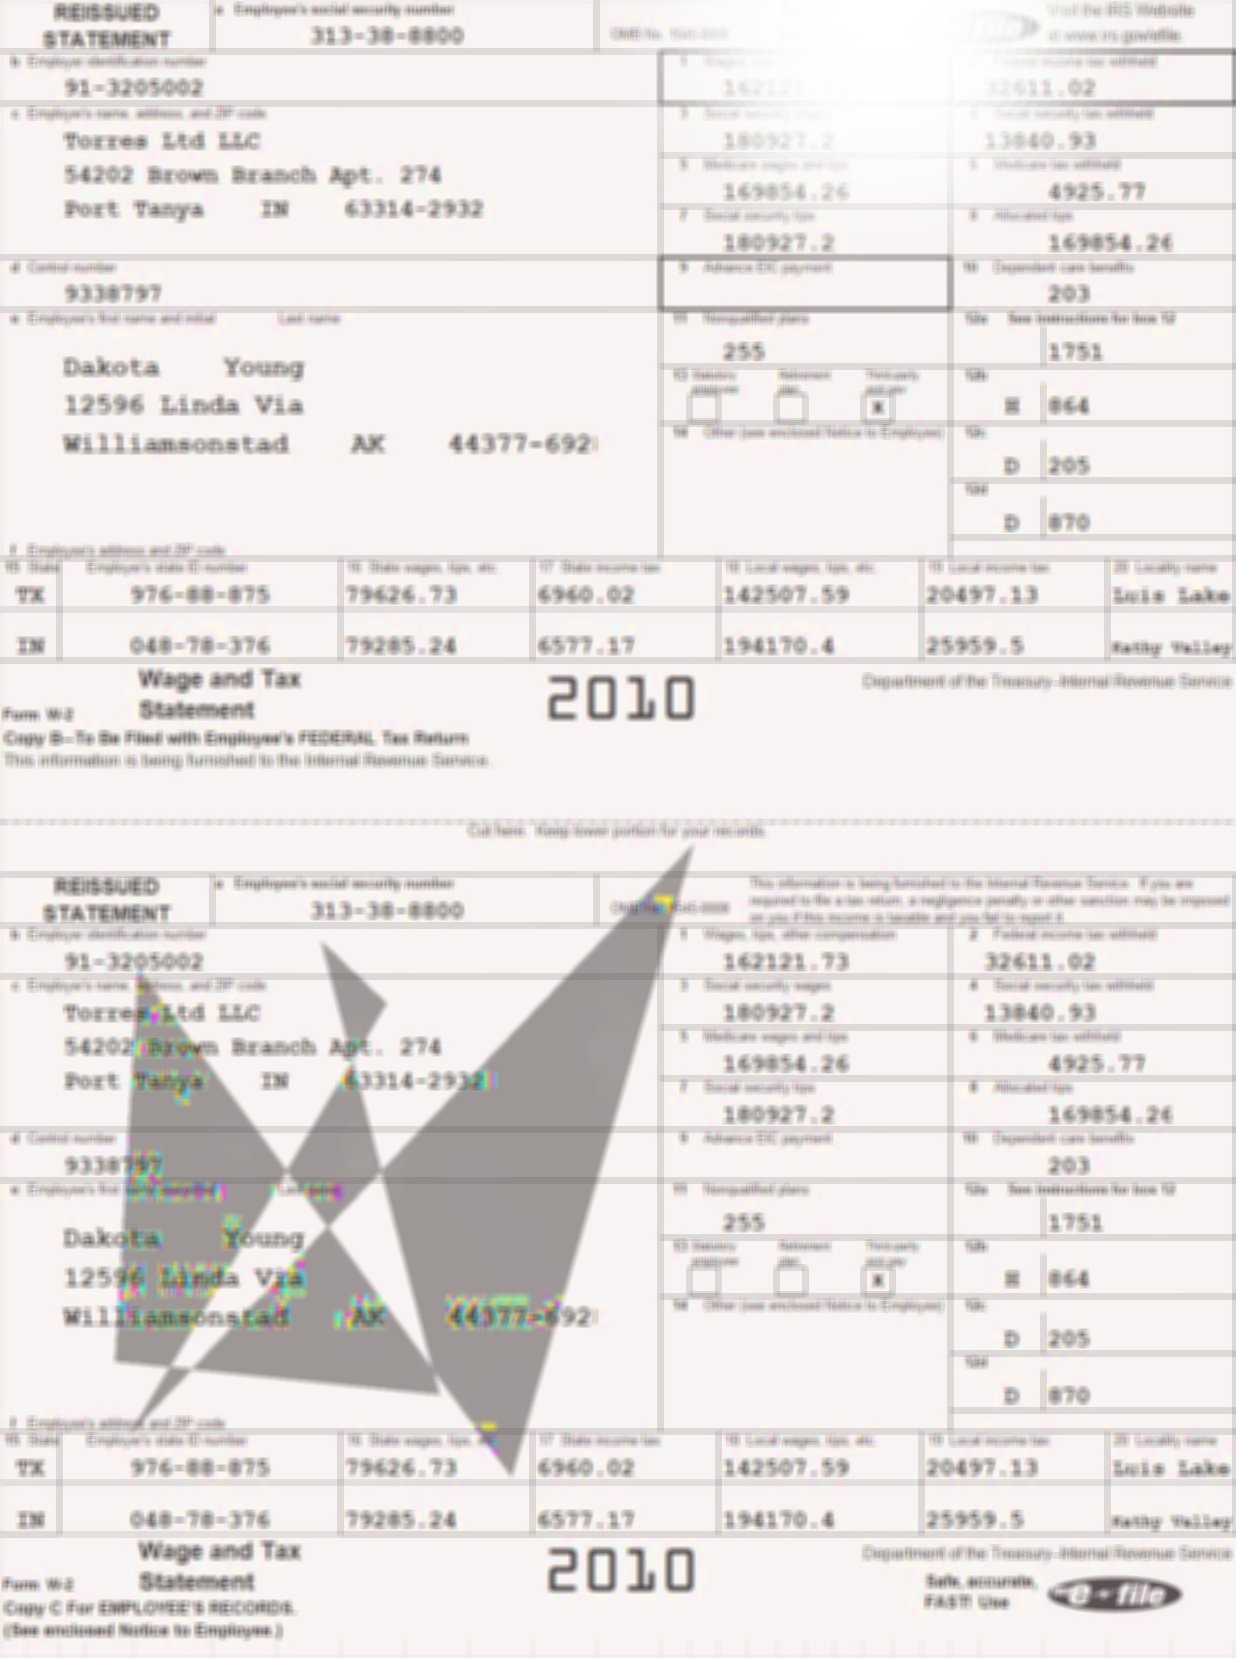 REISSUED STATEMENT
a Employee's social security number
313-38-8800
OMB No.
Visit the IRS Website
at www.irs.gov/efile.
b Employer identification number
91-3205002
1 Wages,
2 Federal income tax withheld
32611.02
c Employer's name, address, and ZIP code
Torres Ltd LLC
54202 Brown Branch Apt. 274
Port Tanya IN 63314-2932
3 Social security wages
180927.2
4 Social security tax withheld
13840.93
5 Medicare wages and tips
169854.26
6 Medicare tax withheld
4925.77
7 Social security tips
180927.2
8 Allocated tips
169854.26
d Control number
9338797
9 Advance EIC payment
10 Dependent care benefits
203
e Employee's first name and initial Last name
Dakota Young
12596 Linda Via
Williamsonstad AK 44377-692
11 Nonqualified plans
255
12a See instructions for box 12
1751
13 Statutory employee Retirement plan Third-party sick pay
X
12b
H 864
14 Other (see enclosed Notice to Employee)
12c
D 205
12d
D 870
f Employee's address and ZIP code
15 State Employer's state ID number 16 State wages, tips, etc. 17 State income tax 18 Local wages, tips, etc. 19 Local income tax 20 Locality name
TX 976-88-875 79626.73 6960.02 142507.59 20497.13 Luis Lake
IN 048-78-376 79285.24 6577.17 194170.4 25959.5 Kathy Valley
Wage and Tax
Form W-2 Statement
2010
Department of the Treasury-Internal Revenue Service
Copy B-To Be Filed with Employee's FEDERAL Tax Return
This information is being furnished to the Internal Revenue Service.
Cut here. Keep lower portion for your records.
REISSUED STATEMENT
a Employee's social security number
313-38-8800
This information is being furnished to the Internal Revenue Service. If you are
required to file a tax return, a negligence penalty or other sanction may be imposed
on you if this income is taxable and you fail to report it.
b Employer identification number
91-3205002
1 Wages, tips, other compensation
162121.73
2 Federal income tax withheld
32611.02
c Employer's name, address, and ZIP code
Torres Ltd LLC
54202 Brown Branch Apt. 274
Port Tanya IN 63314-2932
3 Social security wages
180927.2
4 Social security tax withheld
13840.93
5 Medicare wages and tips
169854.26
6 Medicare tax withheld
4925.77
7 Social security tips
180927.2
8 Allocated tips
169854.26
d Control number
9338797
9 Advance EIC payment
10 Dependent care benefits
203
e Employee's first Last name
Dakota Young
12596 Linda Via
Williamsonstad AK 44377-692
11 Nonqualified plans
255
12a See instructions for box 12
1751
13 Statutory employee Retirement plan Third-party sick pay
X
12b
H 864
14 Other (see enclosed Notice to Employee)
12c
D 205
12d
D 870
f Employee's address and ZIP code
15 State Employer's state ID number 16 State wages, tips, etc. 17 State income tax 18 Local wages, tips, etc. 19 Local income tax 20 Locality name
TX 976-88-875 79626.73 6960.02 142507.59 20497.13 Luis Lake
IN 048-78-376 79285.24 6577.17 194170.4 25959.5 Kathy Valley
Wage and Tax
Form W-2 Statement
2010
Department of the Treasury-Internal Revenue Service
Copy C For EMPLOYEE'S RECORDS.
(See enclosed Notice to Employee.)
Safe, accurate,
FAST! Use
e file